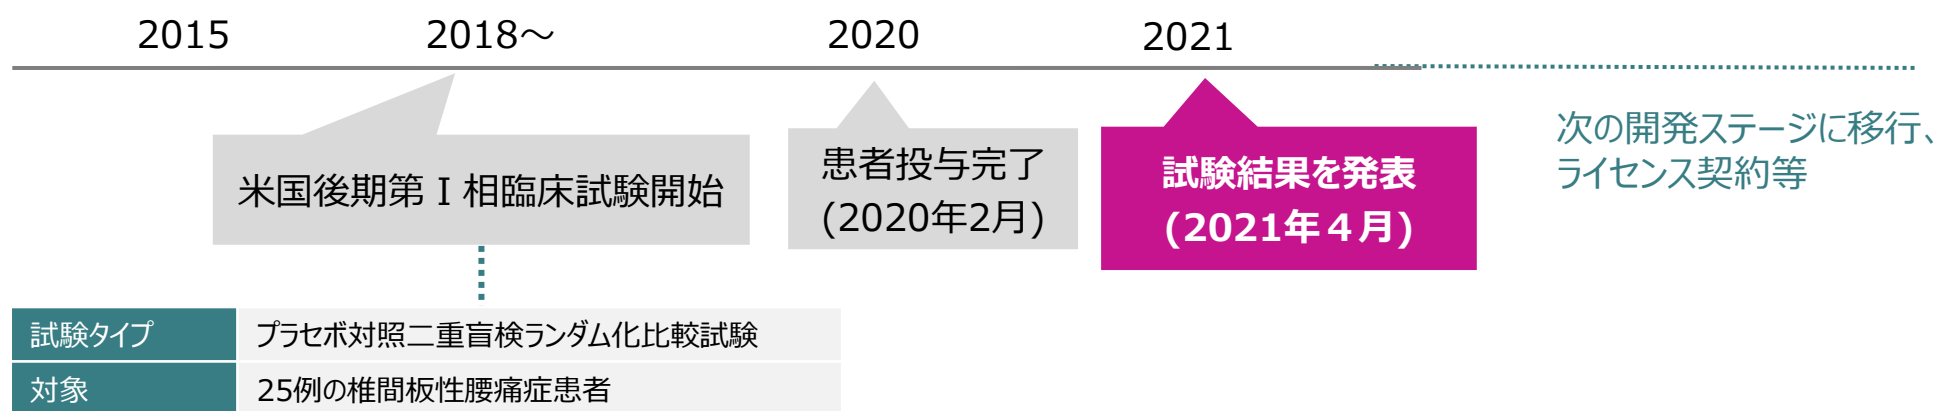 2015
2018～
2020
2021
米国後期第Ⅰ相臨床試験開始
患者投与完了
(2020年2月)
試験結果を発表
(2021年４月)
次の開発ステージに移行、
ライセンス契約等
試験タイプ プラセボ対照二重盲検ランダム化比較試験
対象 25例の椎間板性腰痛症患者